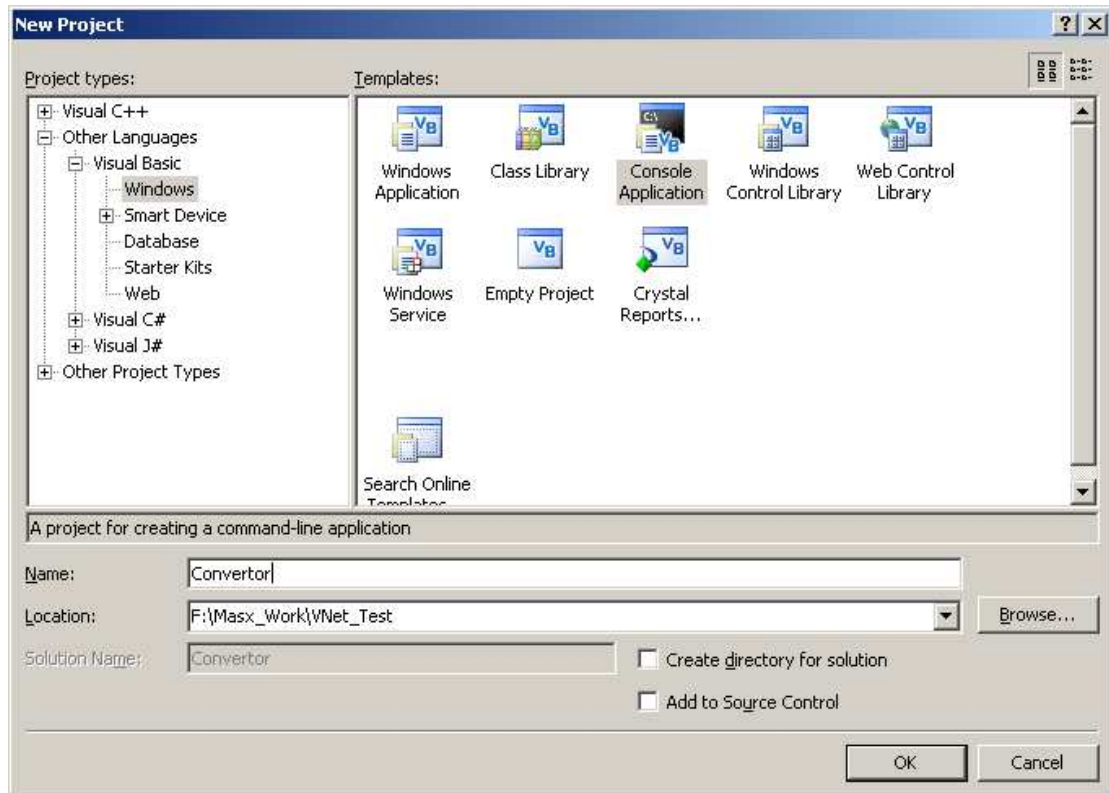 New Project
Project types:
Templates:
Visual C++
Other Languages
Visual Basic
Windows
Smart Device
Database
Starter Kits
Web
Visual C#
Visual J#
Other Project Types
Windows Application
Class Library
Console Application
Windows Control Library
Web Control Library
Windows Service
Empty Project
Crystal Reports...
Search Online
Templates
A project for creating a command-line application
Name: Convertor
Location: F:\Masx_Work\VNet_Test Browse...
Solution Name: Convertor Create directory for solution
Add to Source Control
OK Cancel